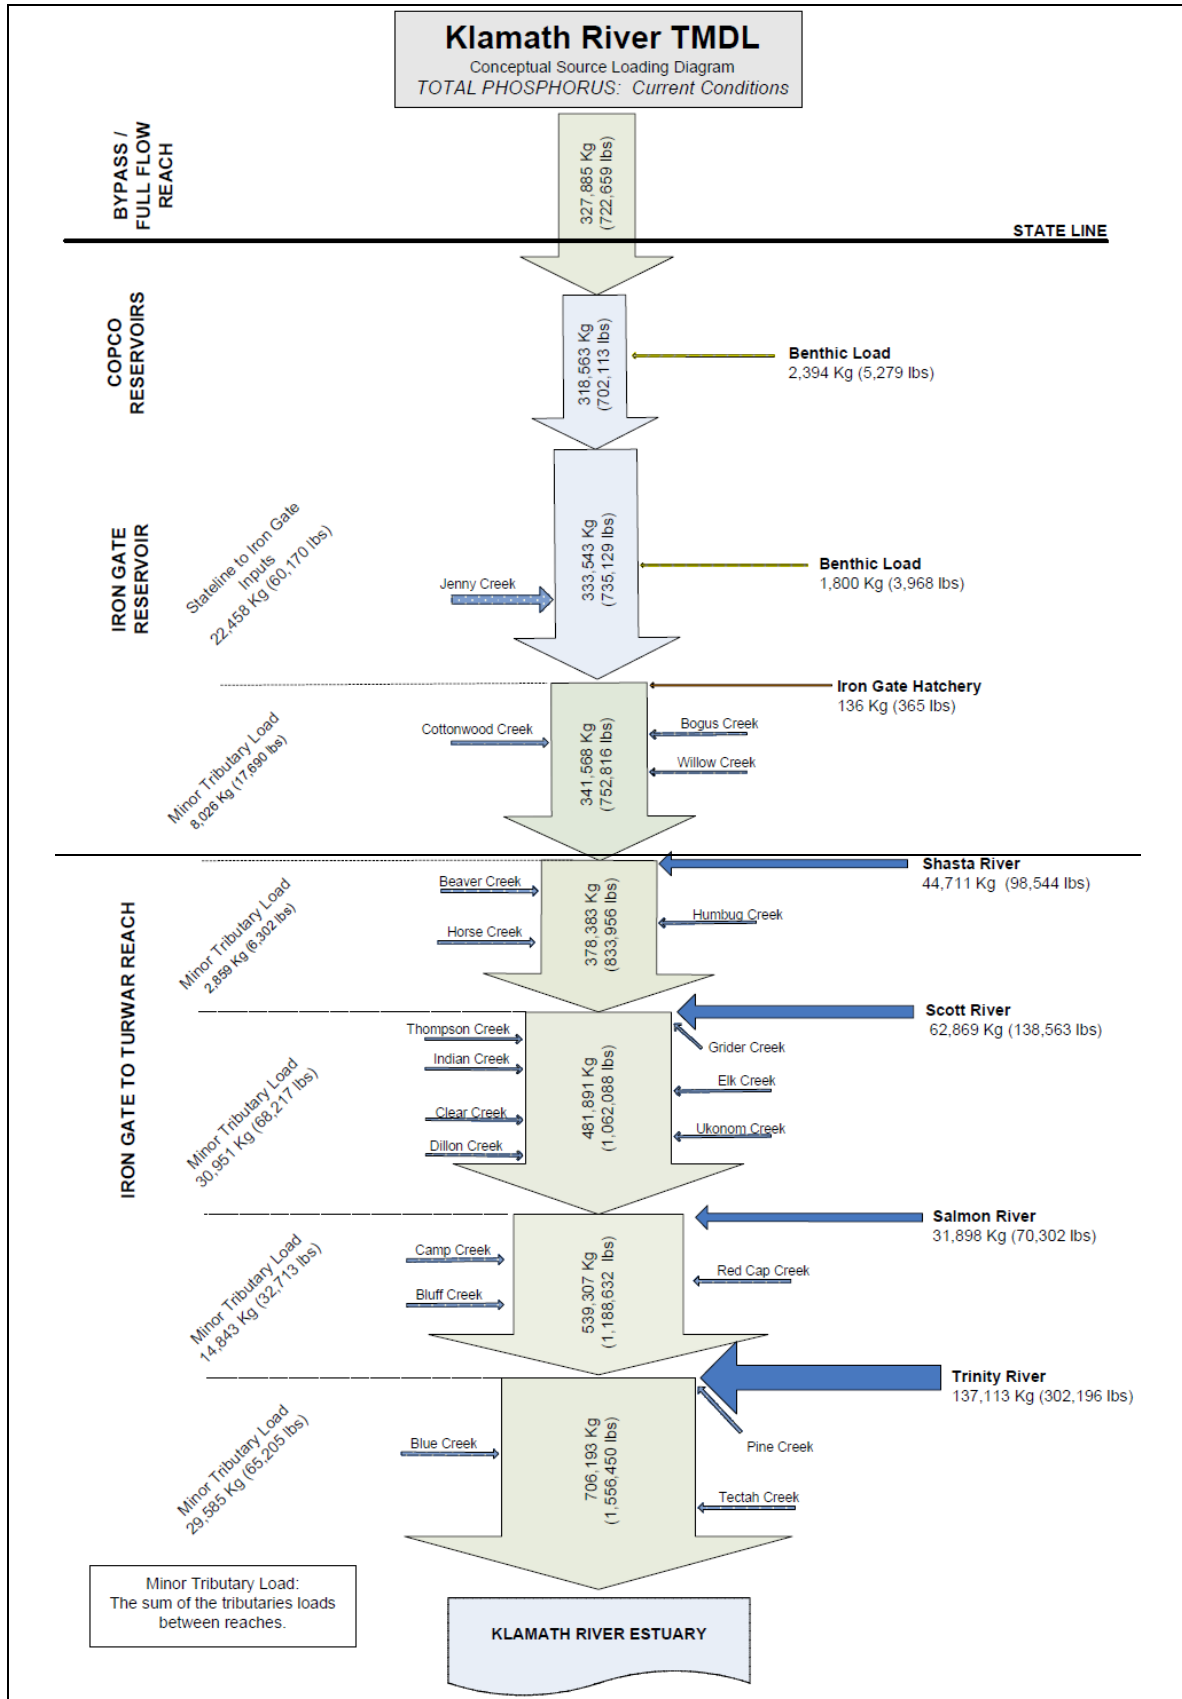 Klamath River TMDL
Conceptual Source Loading Diagram
TOTAL PHOSPHORUS: Current Conditions
BYPASS /
FULL FLOW
REACH
327,885 Kg
(722,659 lbs)
STATE LINE
COPCO
RESERVOIRS
318,563 Kg
(702,113 lbs)
Benthic Load
2,394 Kg (5,279 lbs)
IRON GATE
RESERVOIR
Stateline to Iron Gate
Inputs
22,458 Kg (60,170 lbs)
Jenny Creek
333,543 Kg
(735,129 lbs)
Benthic Load
1,800 Kg (3,968 lbs)
Iron Gate Hatchery
136 Kg (365 lbs)
Minor Tributary Load
8,026 Kg (17,690 lbs)
Cottonwood Creek
341,568 Kg
(752,816 lbs)
Bogus Creek
Willow Creek
IRON GATE TO TURWAR REACH
Shasta River
44,711 Kg (98,544 lbs)
Minor Tributary Load
2,859 Kg (6,302 lbs)
Beaver Creek
Horse Creek
378,383 Kg
(833,956 lbs)
Humbug Creek
Scott River
62,869 Kg (138,563 lbs)
Minor Tributary Load
30,951 Kg (68,217 lbs)
Thompson Creek
Indian Creek
Clear Creek
Dillon Creek
481,891 Kg
(1,062,088 lbs)
Grider Creek
Elk Creek
Ukonom Creek
Salmon River
31,898 Kg (70,302 lbs)
Minor Tributary Load
14,843 Kg (32,713 lbs)
Camp Creek
Bluff Creek
539,307 Kg
(1,188,632 lbs)
Red Cap Creek
Trinity River
137,113 Kg (302,196 lbs)
Minor Tributary Load
29,585 Kg (65,205 lbs)
Blue Creek
706,193 Kg
(1,556,450 lbs)
Pine Creek
Tectah Creek
Minor Tributary Load:
The sum of the tributaries loads
between reaches.
KLAMATH RIVER ESTUARY